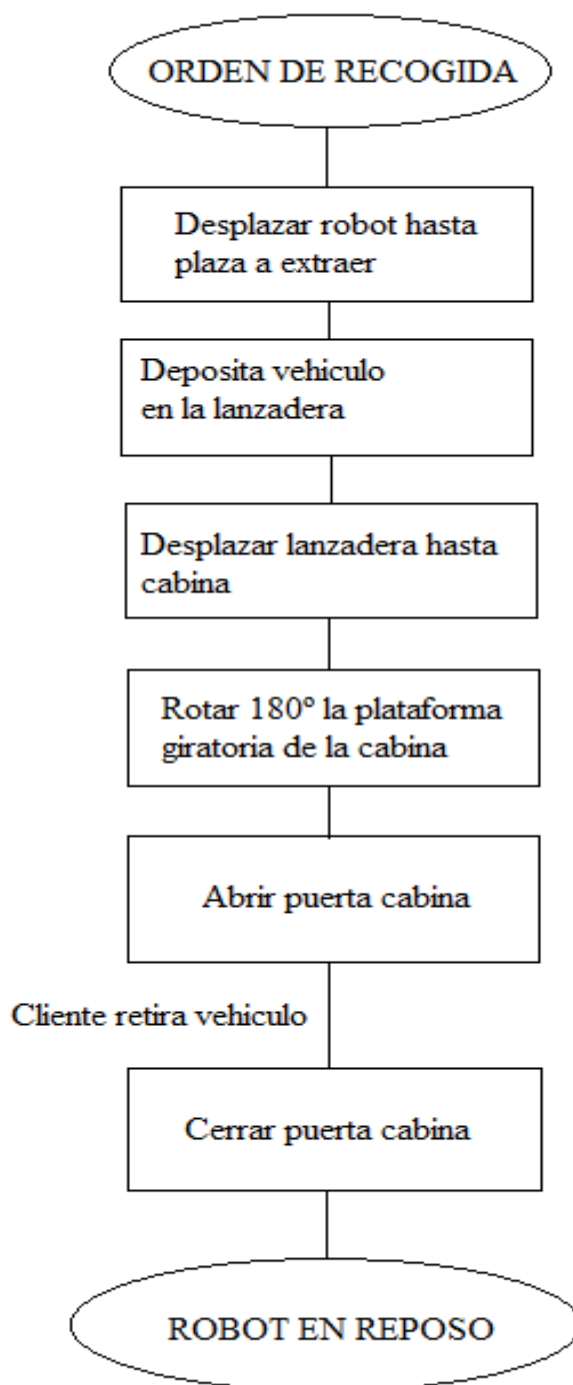 ORDEN DE RECOGIDA
Desplazar robot hasta
plaza a extraer
Deposita vehiculo
en la lanzadera
Desplazar lanzadera hasta
cabina
Rotar 180º la plataforma
giratoria de la cabina
Abrir puerta cabina
Cliente retira vehiculo
Cerrar puerta cabina
ROBOT EN REPOSO